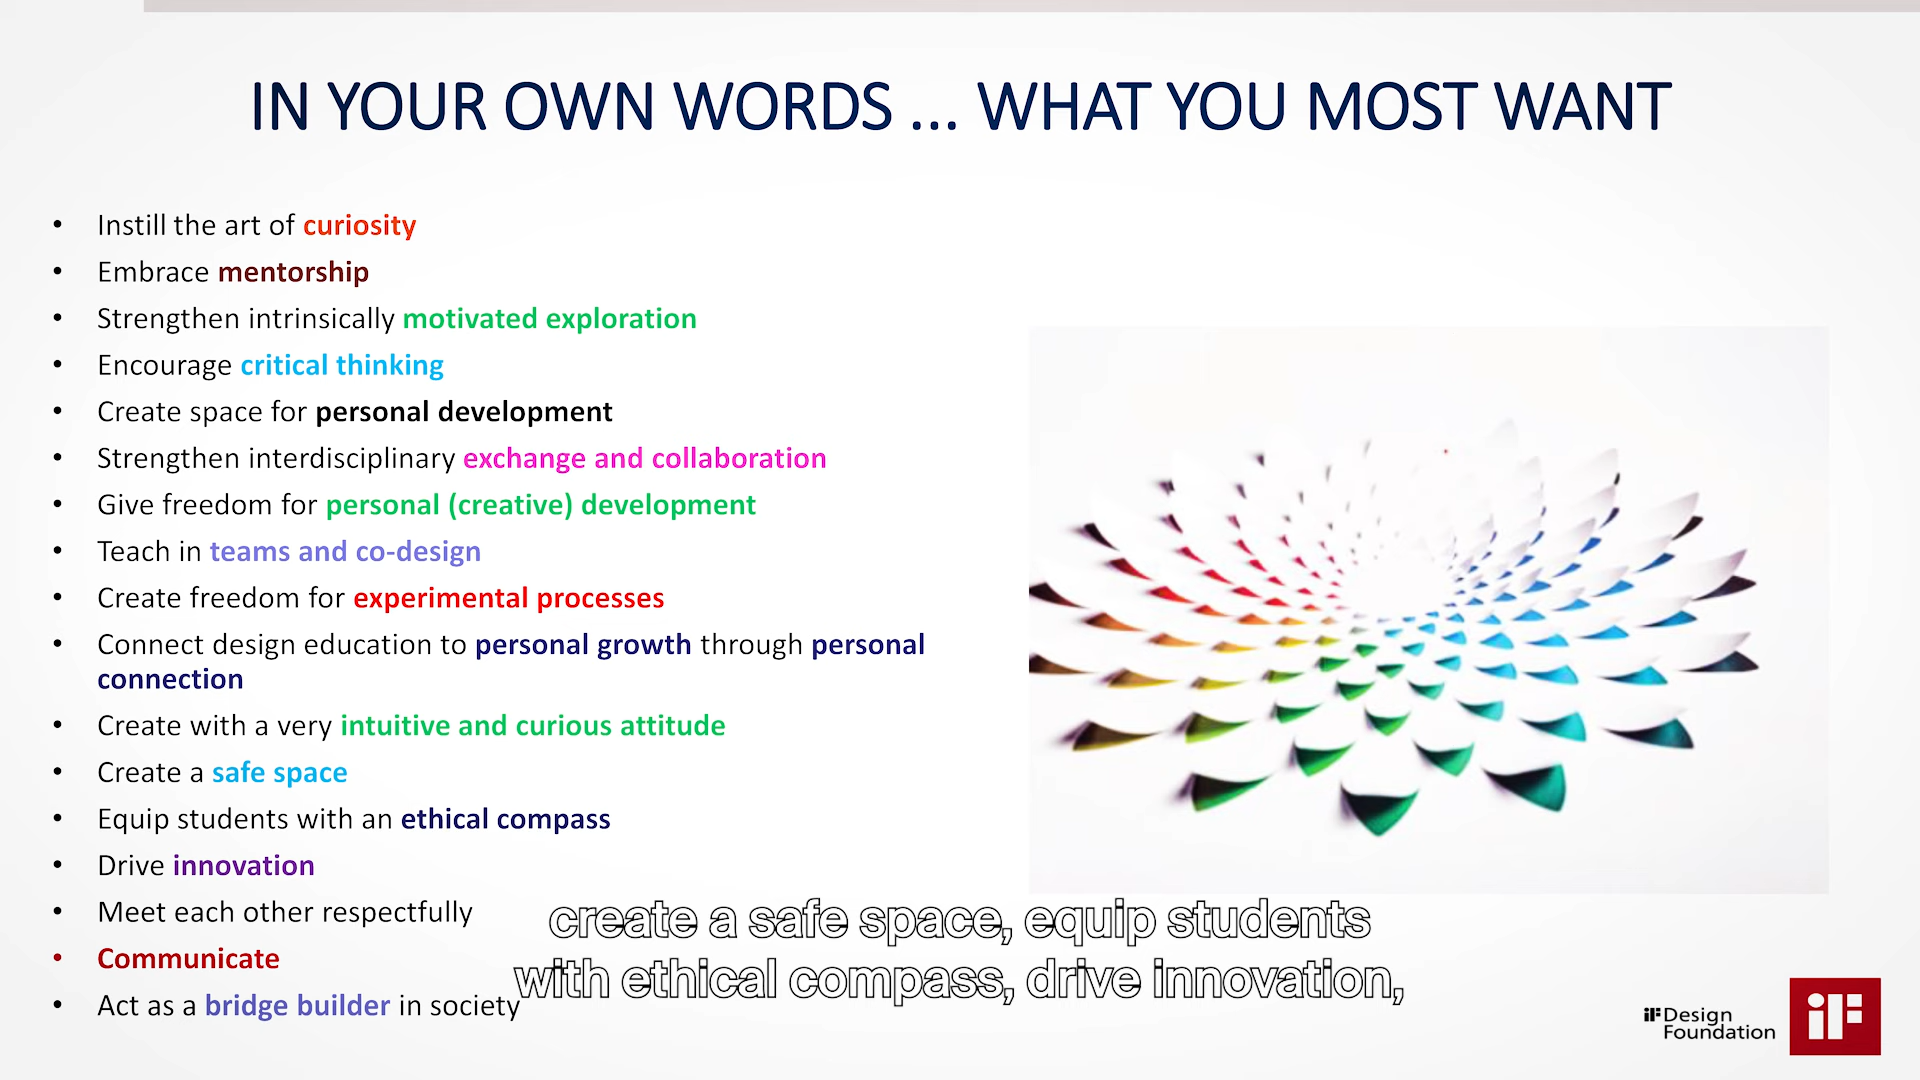 IN YOUR OWN WORDS ... WHAT YOU MOST WANT
• Instill the art of curiosity
• Embrace mentorship
• Strengthen intrinsically motivated exploration
• Encourage critical thinking
• Create space for personal development
• Strengthen interdisciplinary exchange and collaboration
• Give freedom for personal (creative) development
• Teach in teams and co-design
• Create freedom for experimental processes
• Connect design education to personal growth through personal
connection
• Create with a very intuitive and curious attitude
• Create a safe space
• Equip students with an ethical compass
• Drive innovation
• Meet each other respectfully
• Communicate
• Act as a bridge builder in society
create a safe space, equip students
with ethical compass, drive innovation,
iF Design
Foundation
iF